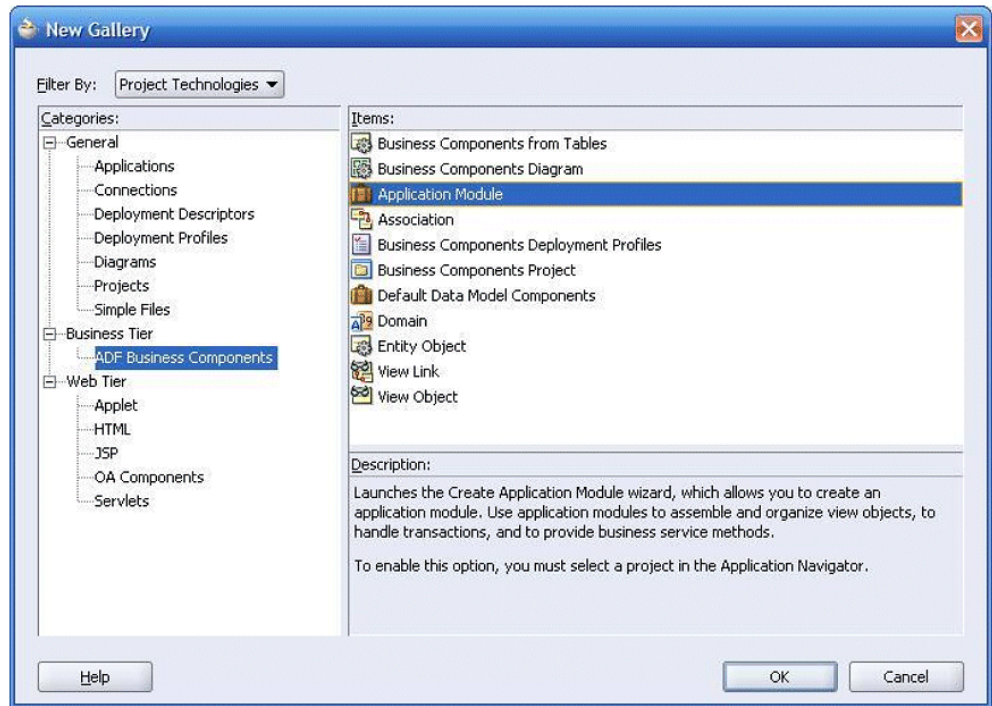 New Gallery
Filter By: Project Technologies
Categories:
General
Applications
Connections
Deployment Descriptors
Deployment Profiles
Diagrams
Projects
Simple Files
Business Tier
ADF Business Components
Web Tier
Applet
HTML
JSP
OA Components
Servlets
Items:
Business Components from Tables
Business Components Diagram
Application Module
Association
Business Components Deployment Profiles
Business Components Project
Default Data Model Components
Domain
Entity Object
View Link
View Object
Description:
Launches the Create Application Module wizard, which allows you to create an
application module. Use application modules to assemble and organize view objects, to
handle transactions, and to provide business service methods.
To enable this option, you must select a project in the Application Navigator.
Help
OK
Cancel